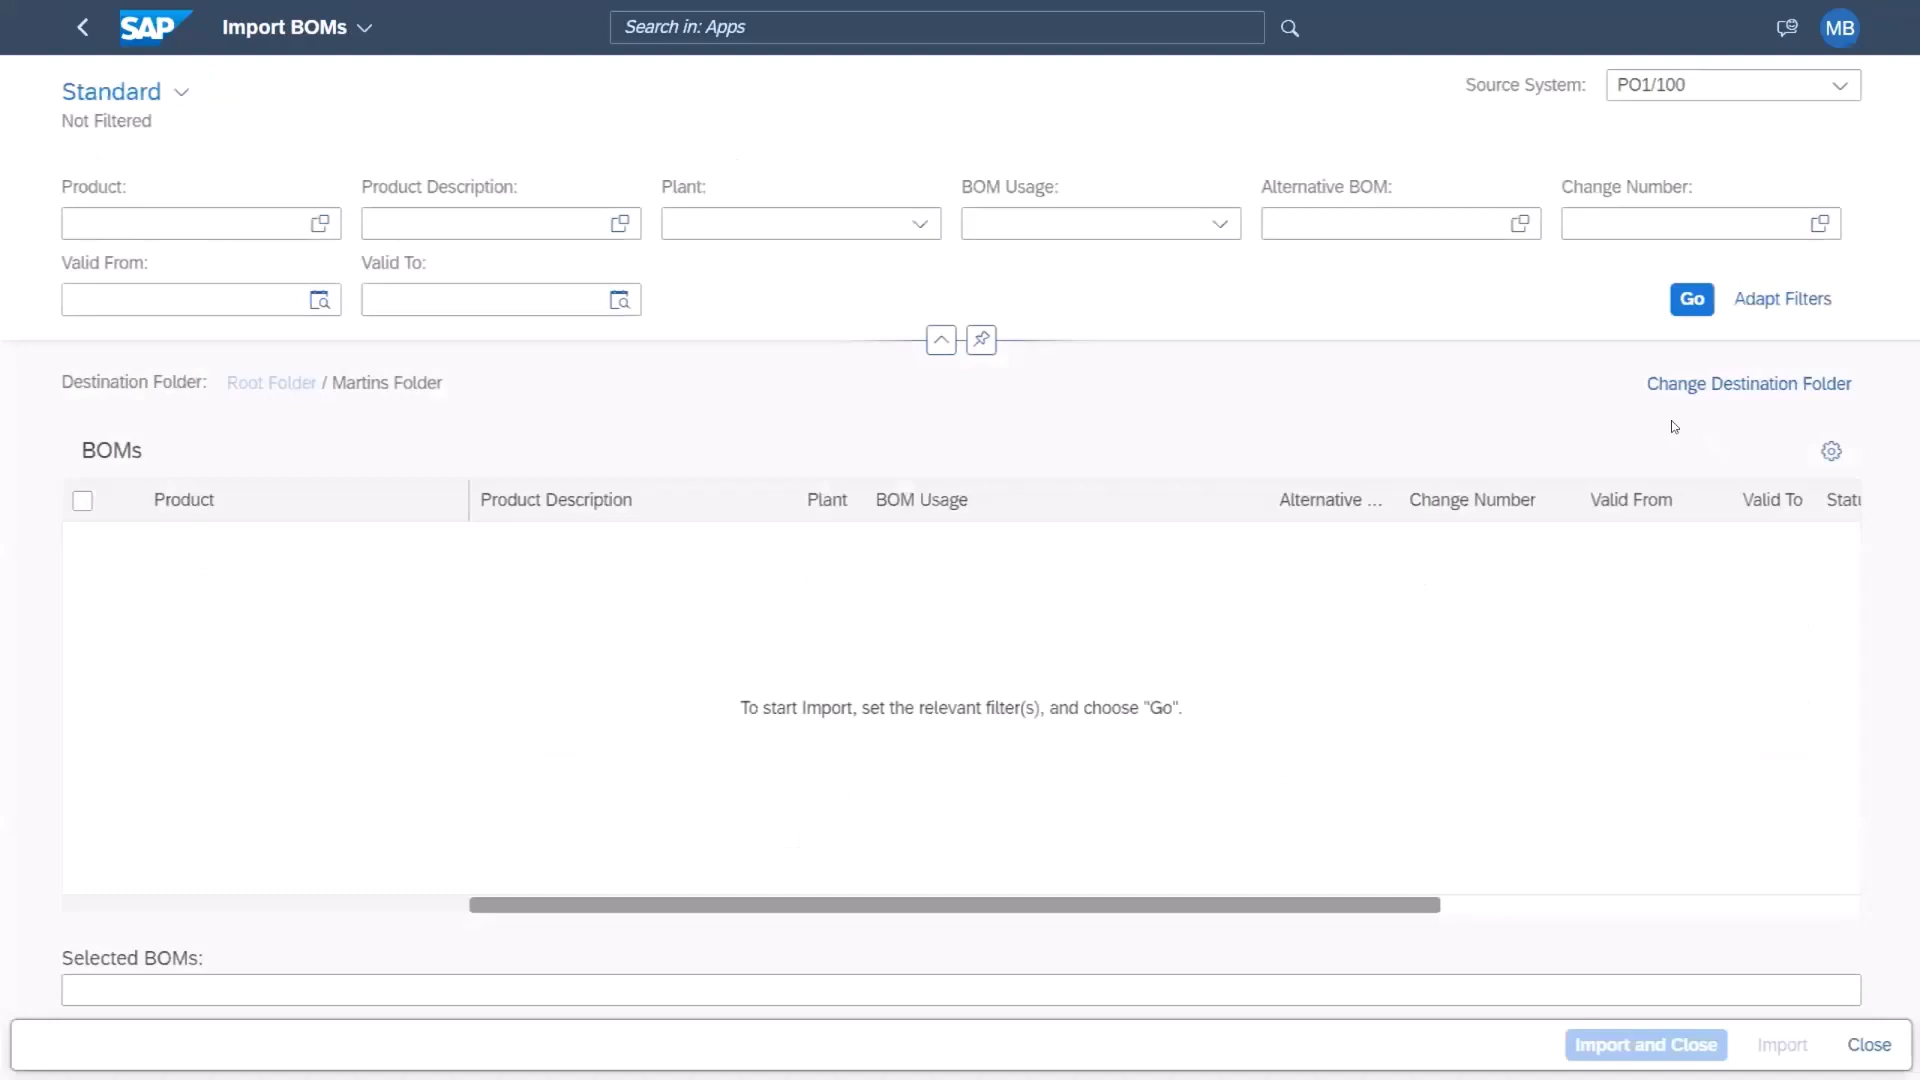 SAP Import BOMs Search in: Apps MB
Standard Source System: PO1/100
Not Filtered
Product: Product Description: Plant: BOM Usage: Alternative BOM: Change Number:
Valid From: Valid To:
Go Adapt Filters
Destination Folder: Root Folder / Martins Folder Change Destination Folder
BOMs
Product Product Description Plant BOM Usage Alternative ... Change Number Valid From Valid To Statu
To start Import, set the relevant filter(s), and choose "Go".
Selected BOMs:
Import and Close Import Close